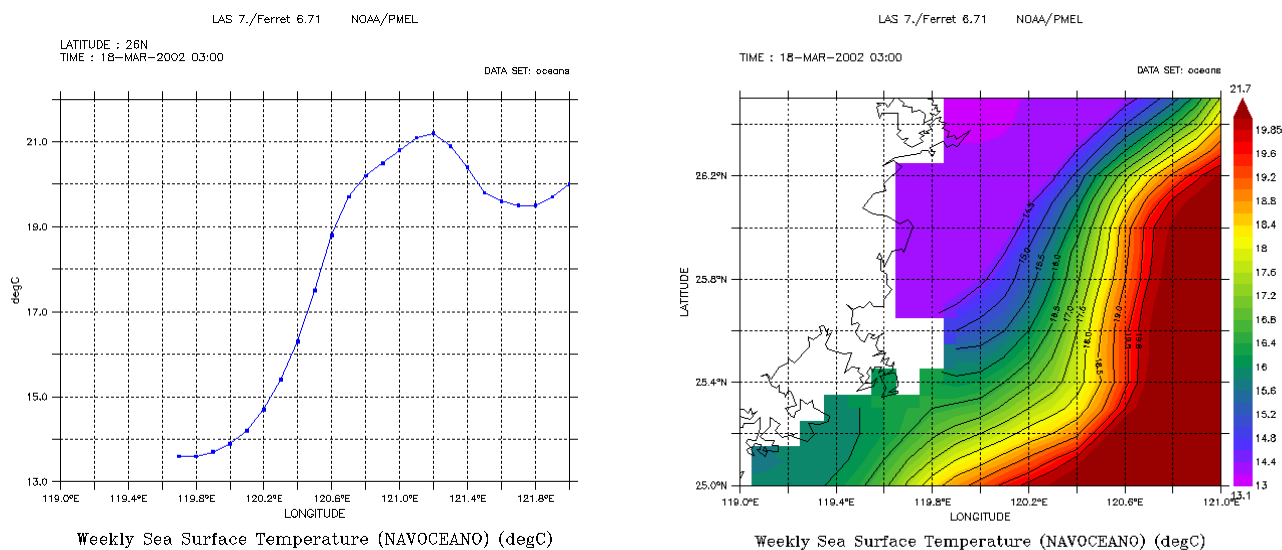 LAS 7./Ferret 6.71 NOAA/PMEL
LATITUDE : 26N
TIME : 18-MAR-2002 03:00
DATA SET: oceans
21.0
19.0
17.0
15.0
13.0
degC
119.0°E 119.4°E 119.8°E 120.2°E 120.6°E 121.0°E 121.4°E 121.8°E
LONGITUDE
Weekly Sea Surface Temperature (NAVOCEANO) (degC)
LAS 7./Ferret 6.71 NOAA/PMEL
TIME : 18-MAR-2002 03:00
DATA SET: oceans
26.2°N
25.8°N
25.4°N
25.0°N
LATITUDE
14.5
15.0
15.5
16.0
16.5
17.0
17.5
18.0
18.5
19.0
19.5
119.0°E 119.4°E 119.8°E 120.2°E 120.6°E 121.0°E
LONGITUDE
21.7
19.85
19.6
19.2
18.8
18.4
18
17.6
17.2
16.8
16.4
16
15.6
15.2
14.8
14.4
13
13.1
Weekly Sea Surface Temperature (NAVOCEANO) (degC)